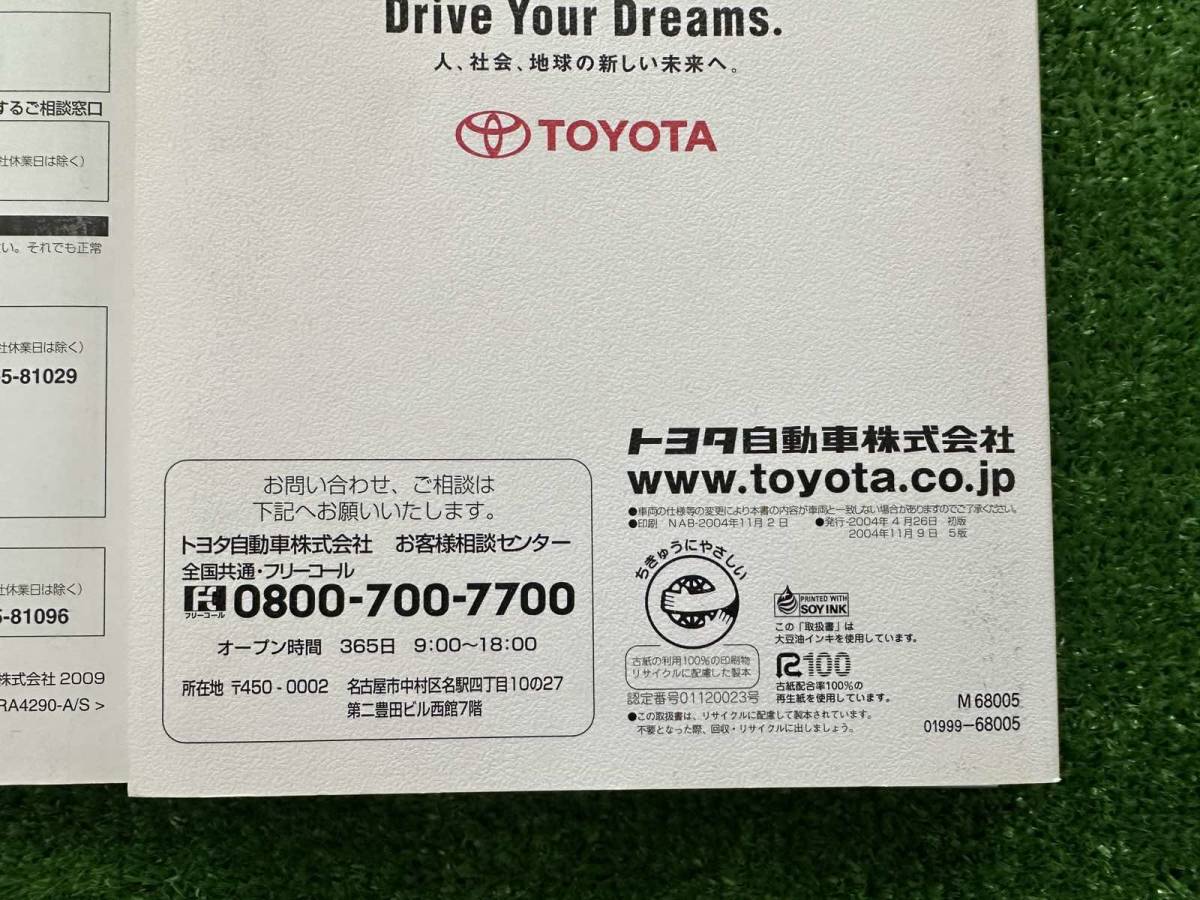 するご相談窓口
社休業日は除く）
い。それでも正常
社休業日は除く）
5-81029
社休業日は除く）
5-81096
株式会社 2009
RA4290-A/S >
Drive Your Dreams.
人、社会、地球の新しい未来へ。
TOYOTA
お問い合わせ、ご相談は
下記へお願いいたします。
トヨタ自動車株式会社 お客様相談センター
全国共通・フリーコール
フリーコール 0800-700-7700
オープン時間 365日 9:00～18:00
所在地 〒450-0002 名古屋市中村区名駅四丁目10の27
第二豊田ビル西館7階
トヨタ自動車株式会社
www.toyota.co.jp
●車両の仕様等の変更により本書の内容が車両と一致しない場合がありますのでご了承ください。
●印刷 NAB-2004年11月2日 ●発行-2004年4月26日 初版
2004年11月9日 5版
ちきゅうにやさしい
古紙の利用100%の印刷物
リサイクルに配慮した製本
認定番号01120023号
PRINTED WITH
SOY INK
この「取扱書」は
大豆油インキを使用しています。
R100
古紙配合率100%の
再生紙を使用しています。
●この取扱書は、リサイクルに配慮して製本されています。
不要となった際、回収・リサイクルに出しましょう。
M 68005
01999-68005